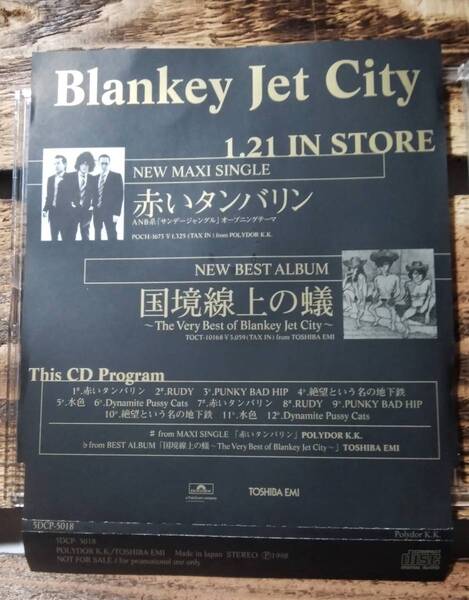 Blankey Jet City
1.21 IN STORE
NEW MAXI SINGLE
赤いタンバリン
ANB系「サンデージャングル」オープニングテーマ
POCH-1675 ¥1,325 (TAX IN) from POLYDOR K.K.
NEW BEST ALBUM
国境線上の蟻
〜The Very Best of Blankey Jet City〜
TOCT-10168 ¥3,059 (TAX IN) from TOSHIBA EMI
This CD Program
1♯.赤いタンバリン 2♯.RUDY 3♭.PUNKY BAD HIP 4♭.絶望という名の地下鉄
5♭.水色 6♭.Dynamite Pussy Cats 7♯.赤いタンバリン 8♯.RUDY 9♭.PUNKY BAD HIP
10♭.絶望という名の地下鉄 11♭.水色 12♭.Dynamite Pussy Cats
♯ from MAXI SINGLE 「赤いタンバリン」 POLYDOR K.K.
♭ from BEST ALBUM 「国境線上の蟻〜The Very Best of Blankey Jet City〜」 TOSHIBA EMI
TOSHIBA EMI
5DCP-5018
Polydor K.K.
5DCP- 5018
POLYDOR K.K./TOSHIBA EMI Made in Japan STEREO Ⓟ1998
NOT FOR SALE / for promotional use only
COMPACT disc DIGITAL AUDIO